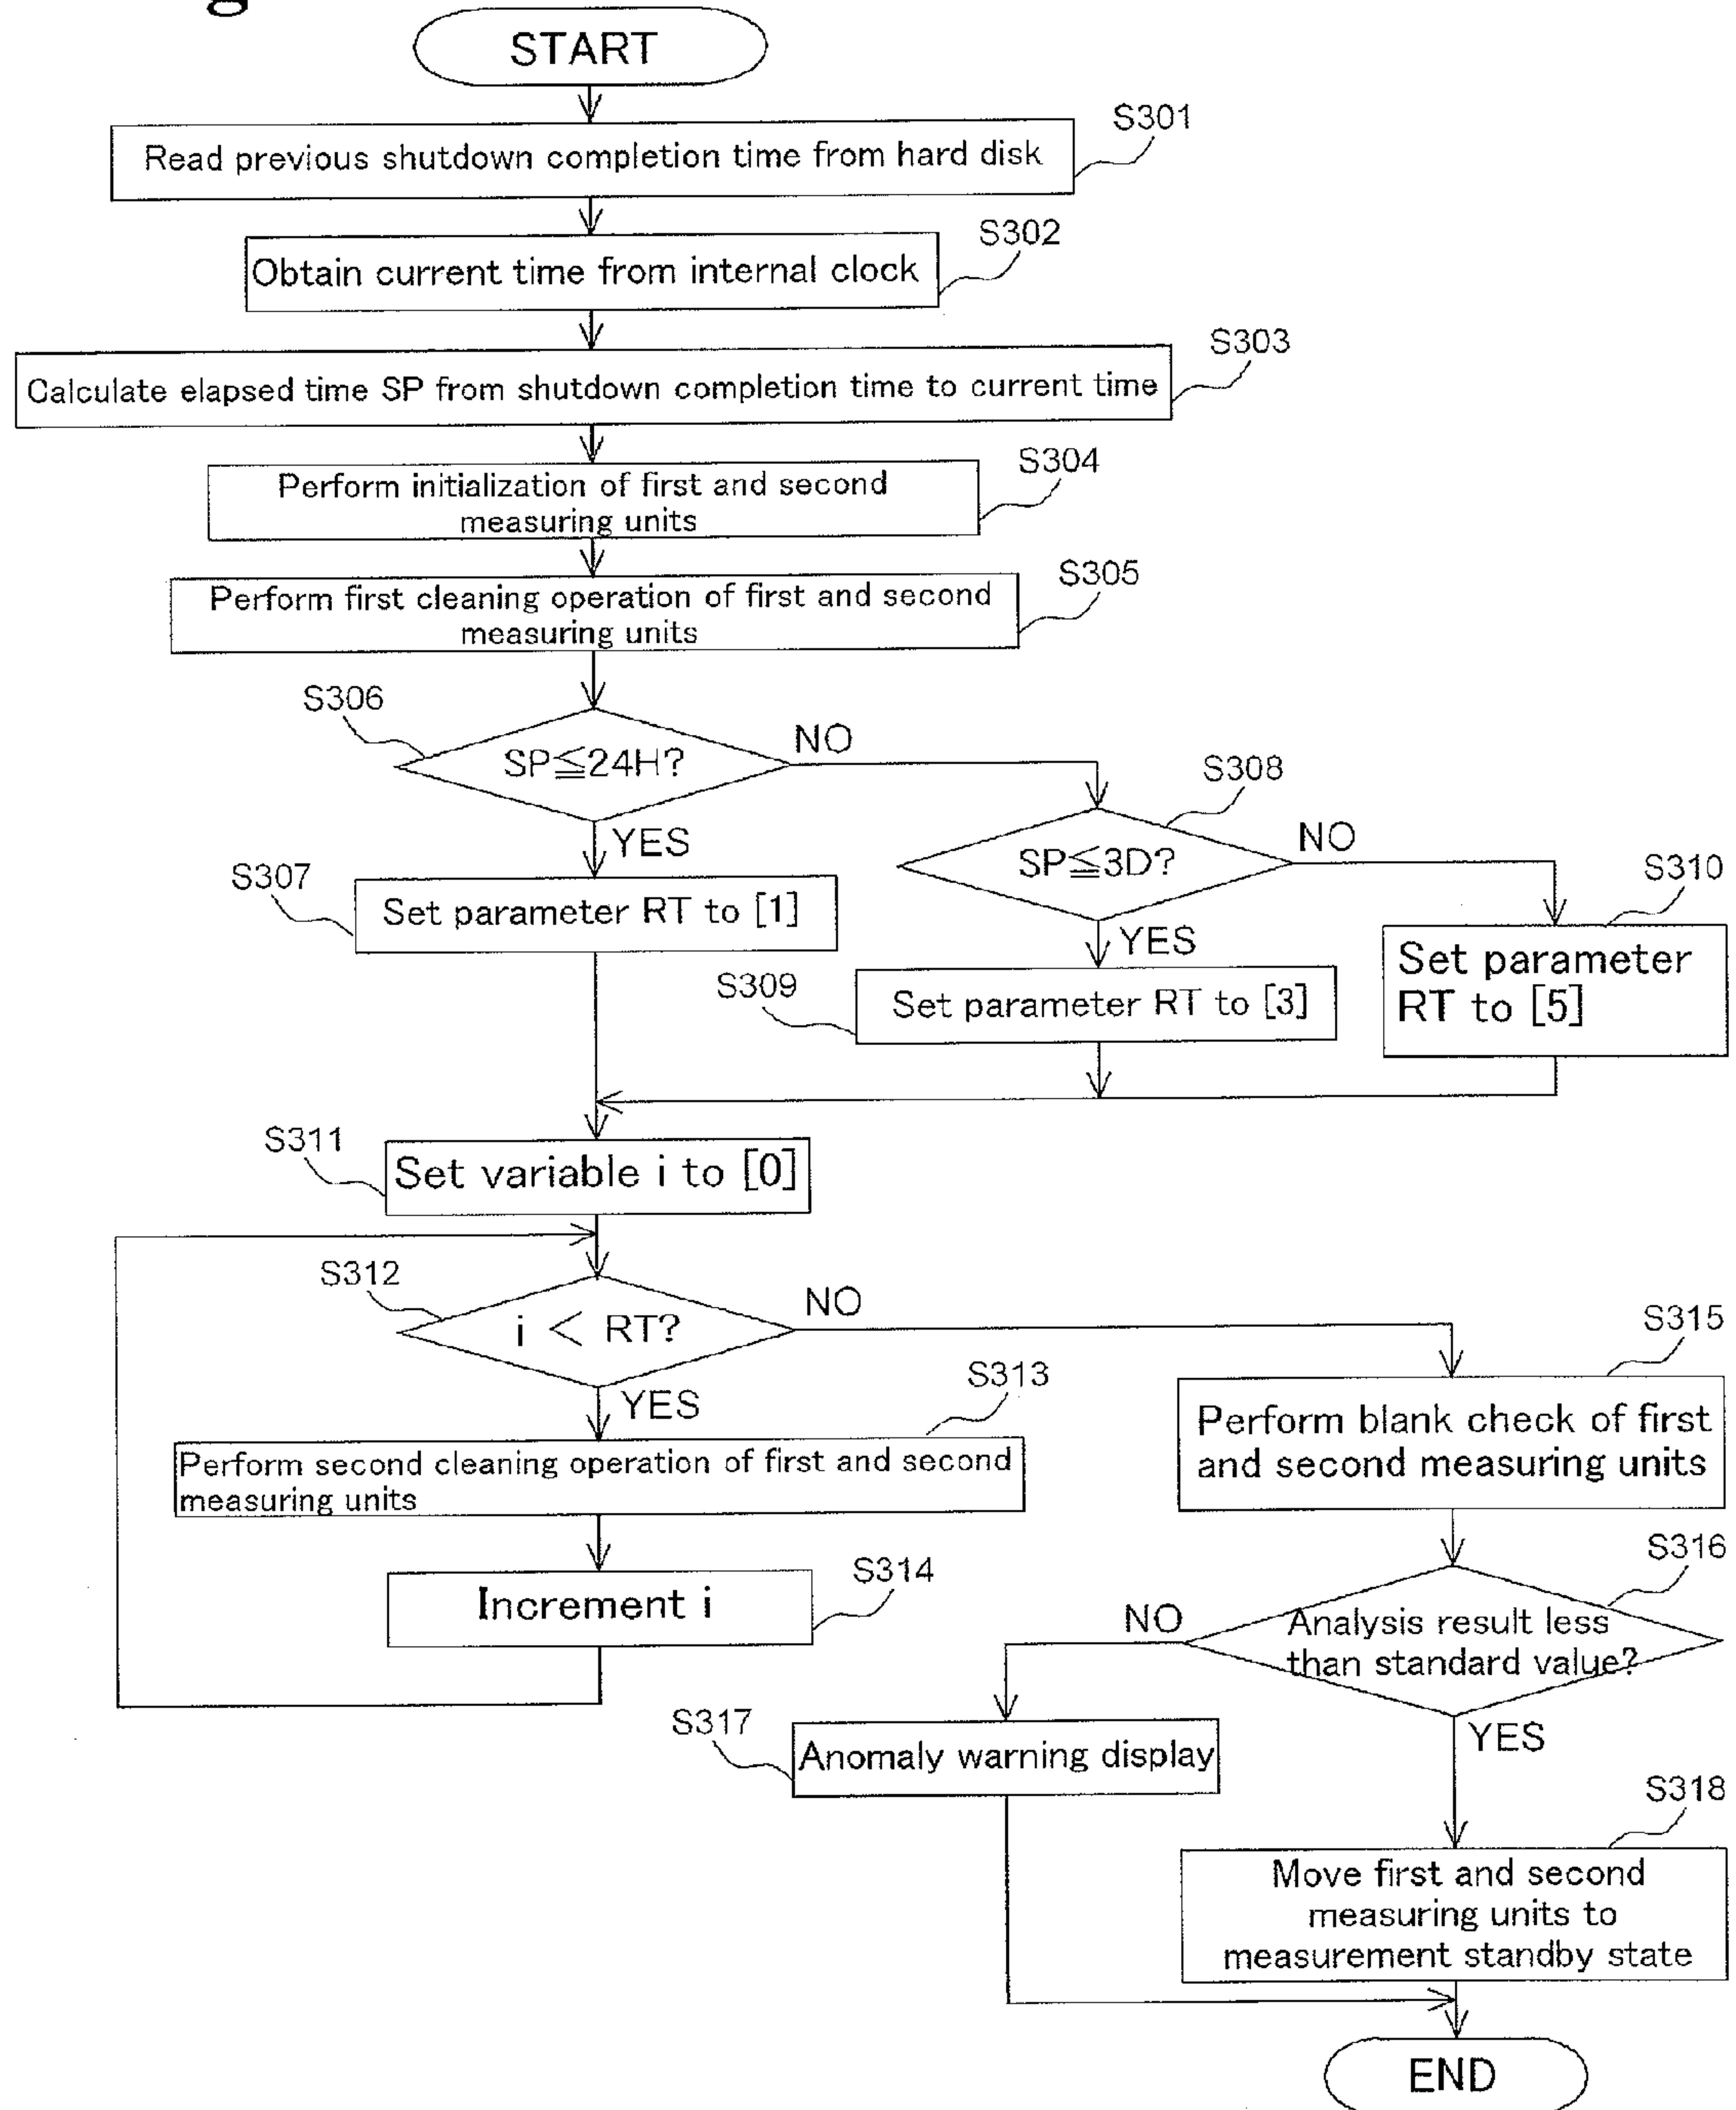 START
S301
Read previous shutdown completion time from hard disk
S302
Obtain current time from internal clock
S303
Calculate elapsed time SP from shutdown completion time to current time
S304
Perform initialization of first and second
measuring units
S305
Perform first cleaning operation of first and second
measuring units
S306
SP≦24H?
NO
YES
S307
Set parameter RT to [1]
S308
SP≦3D?
NO
YES
S309
Set parameter RT to [3]
S310
Set parameter
RT to [5]
S311
Set variable i to [0]
S312
i < RT?
NO
YES
S313
Perform second cleaning operation of first and second
measuring units
S314
Increment i
S315
Perform blank check of first
and second measuring units
S316
Analysis result less
than standard value?
NO
YES
S317
Anomaly warning display
S318
Move first and second
measuring units to
measurement standby state
END